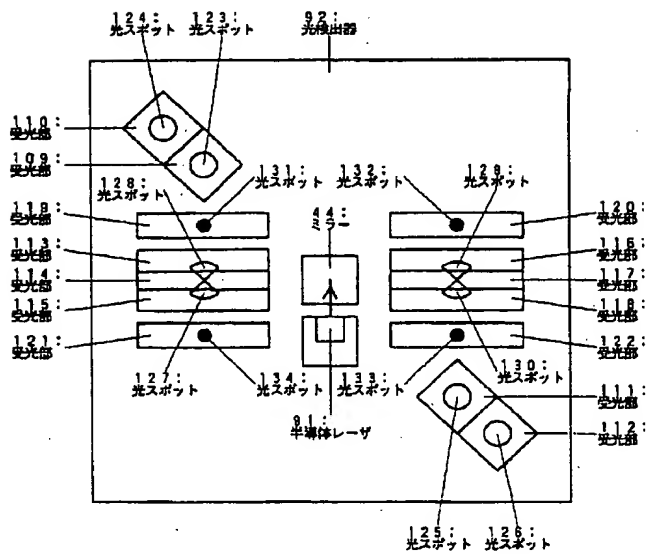 124:
光スポット
123:
光スポット
92:
光検出器
110:
受光部
109:
受光部
128:
光スポット
131:
光スポット
132:
光スポット
129:
光スポット
119:
受光部
44:
ミラー
120:
受光部
113:
受光部
116:
受光部
114:
受光部
117:
受光部
115:
受光部
118:
受光部
121:
受光部
122:
受光部
127:
光スポット
134:
光スポット
133:
光スポット
130:
光スポット
111:
受光部
91:
半導体レーザ
112:
受光部
125:
光スポット
126:
光スポット